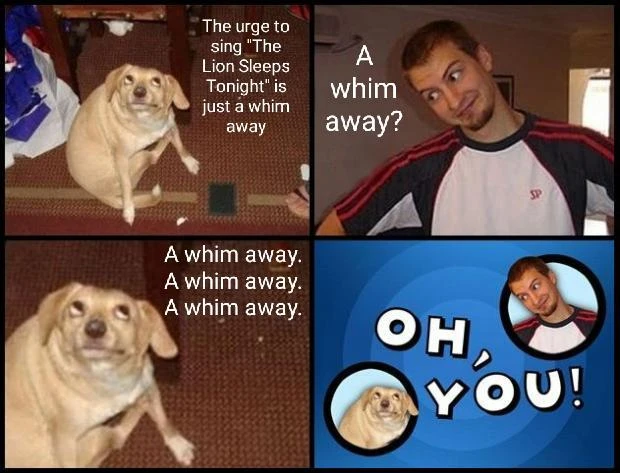 The urge to
sing "The
Lion Sleeps
Tonight" is
just a whim
away
A
whim
away?
SP
A whim away.
A whim away.
A whim away.
OH,
YOU!